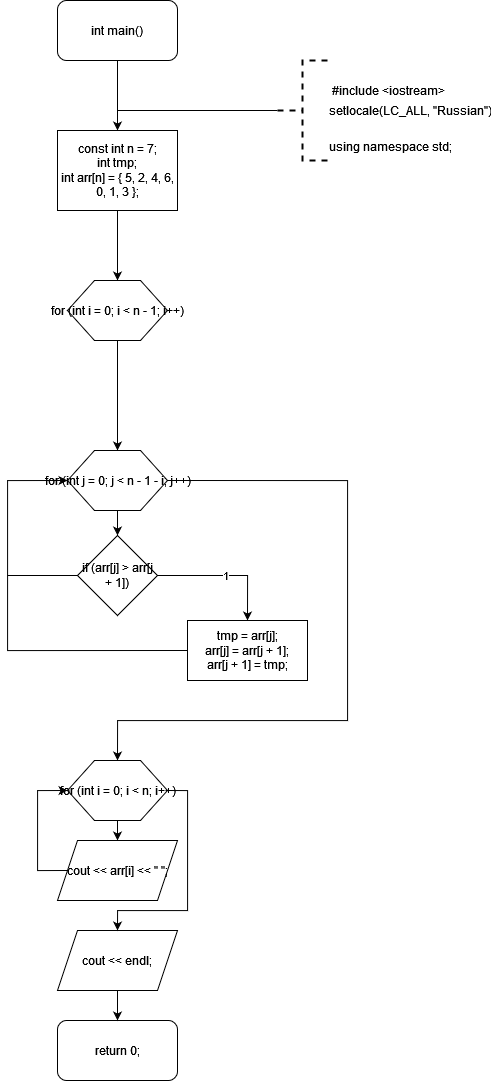 int main()
#include <iostream>
setlocale(LC_ALL, "Russian")
using namespace std;
const int n = 7;
int tmp;
int arr[n] = { 5, 2, 4, 6,
0, 1, 3 };
for (int i = 0; i < n - 1; i++)
for (int j = 0; j < n - 1 - i; j++)
if (arr[j] > arr[j
+ 1])
1
tmp = arr[j];
arr[j] = arr[j + 1];
arr[j + 1] = tmp;
for (int i = 0; i < n; i++)
cout << arr[i] << " ";
cout << endl;
return 0;